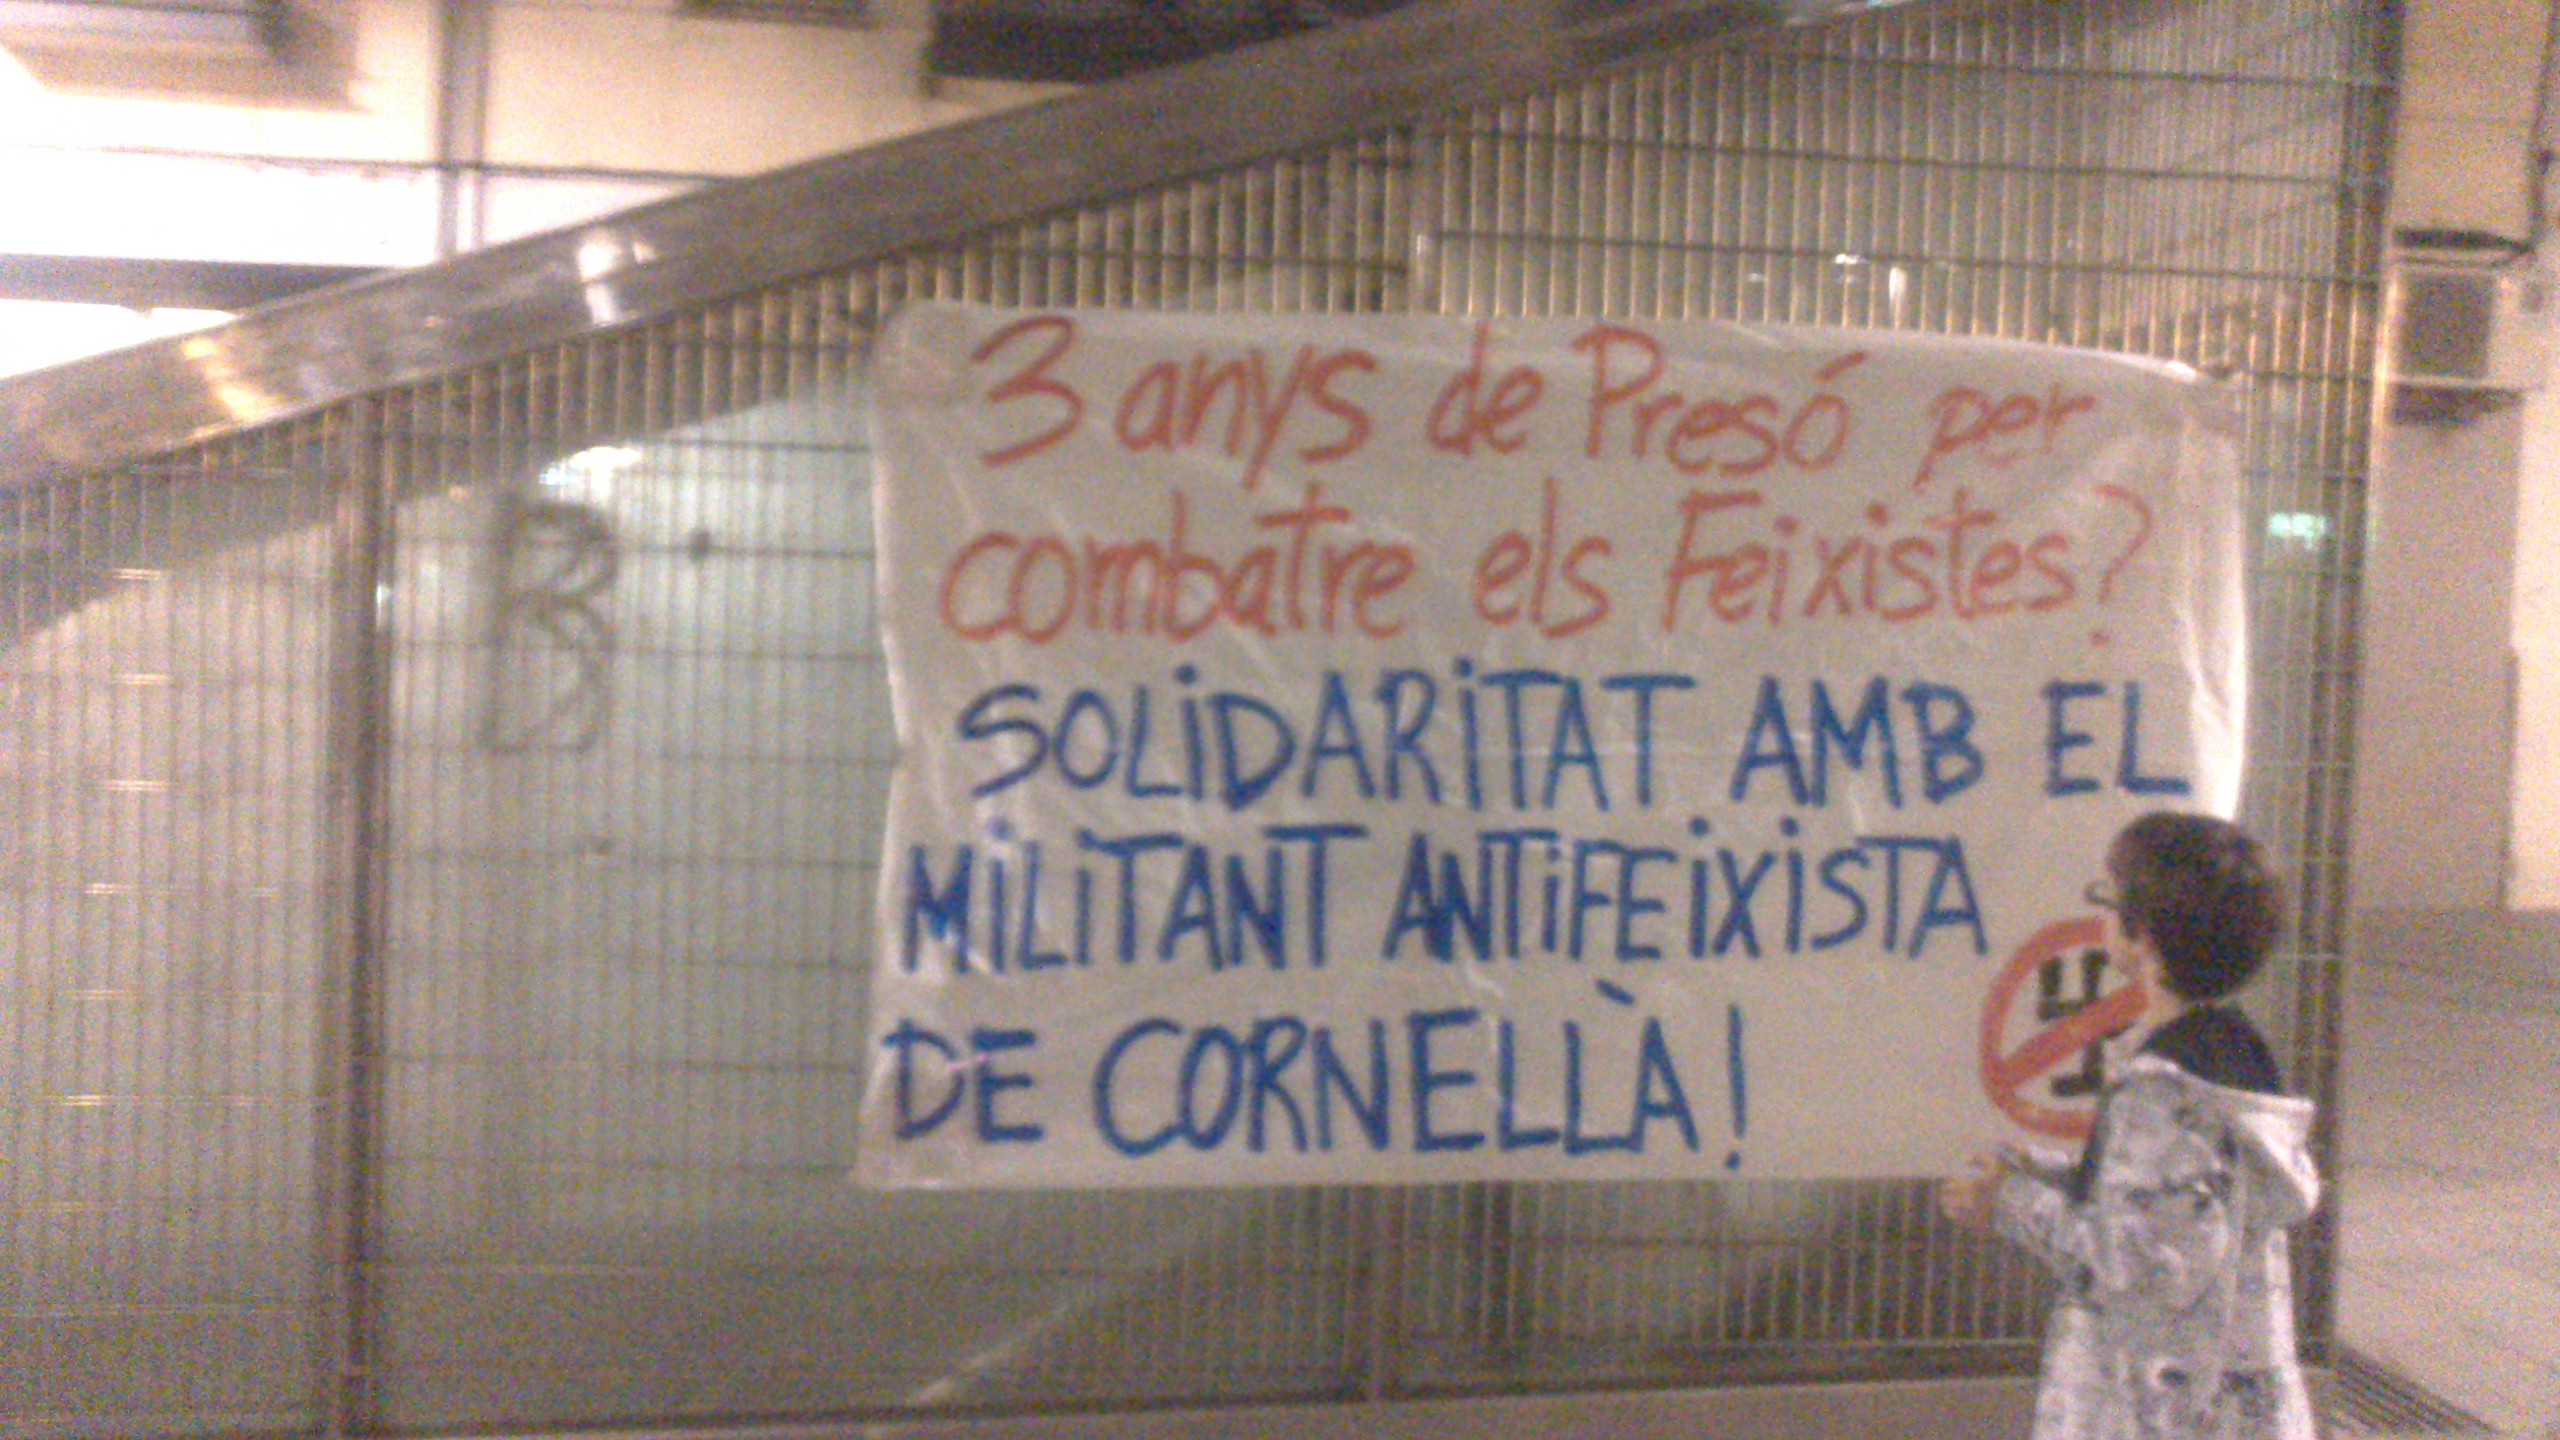 3 anys de Presó per
combatre els Feixistes?
SOLiDARiTAT AMB EL
MiLiTANT ANTiFEiXiSTA
DE CORNELLÀ!